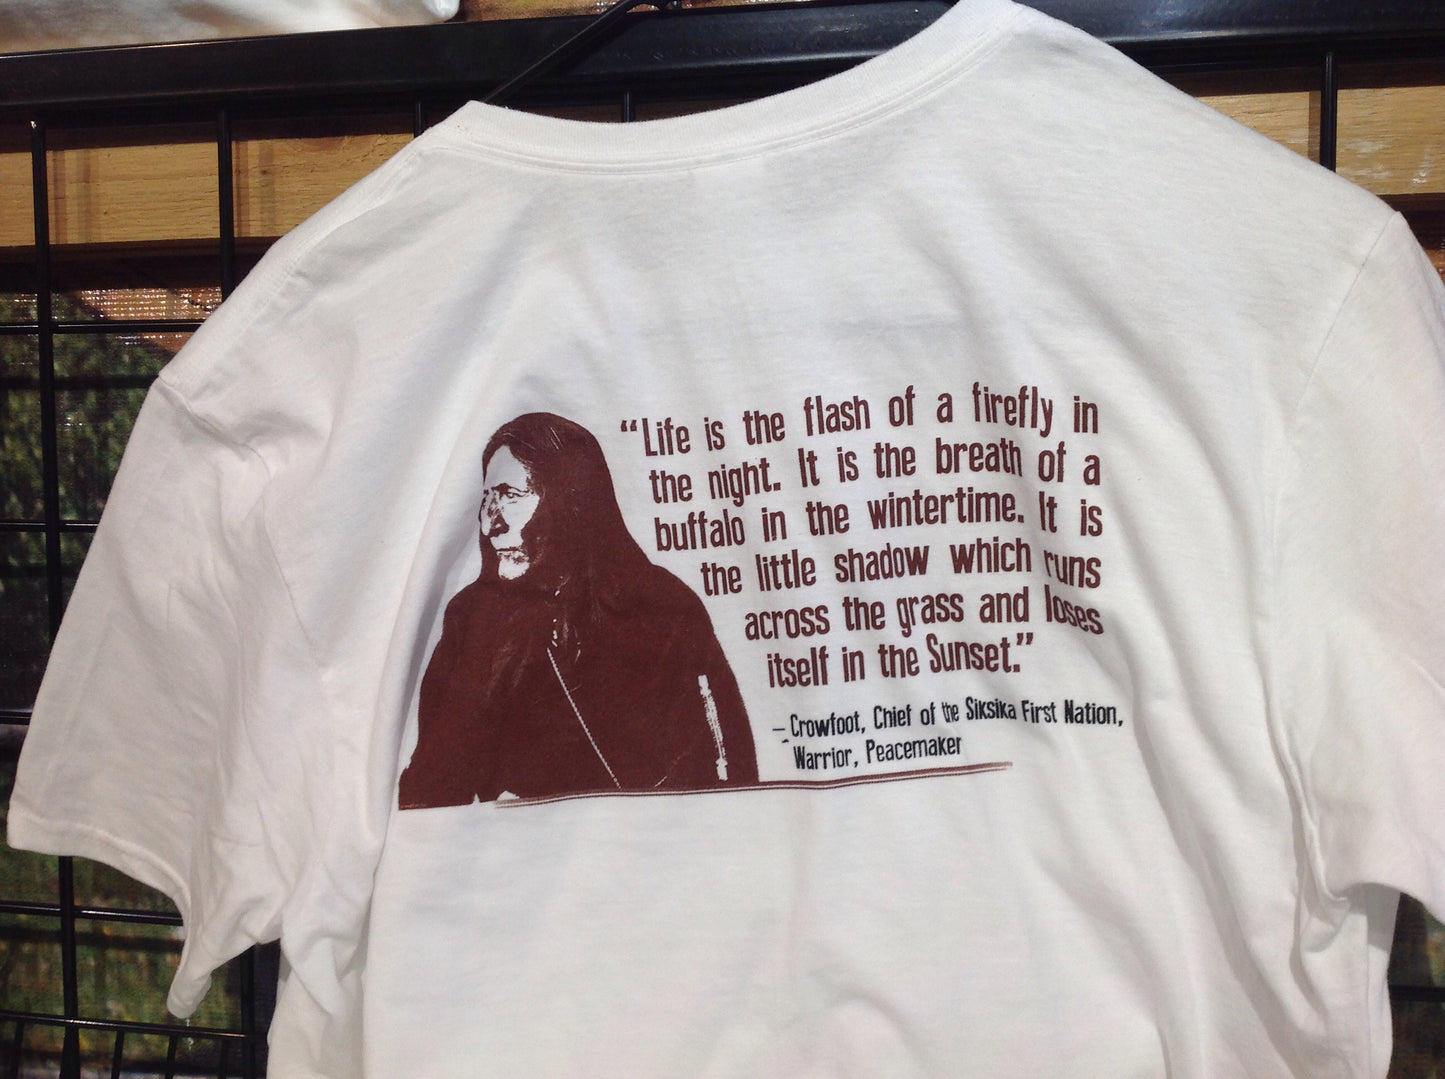 “Life is the flash of a firefly in
the night. It is the breath of a
buffalo in the wintertime. It is
the little shadow which runs
across the grass and loses
itself in the Sunset.”
– Crowfoot, Chief of the Siksika First Nation,
Warrior, Peacemaker